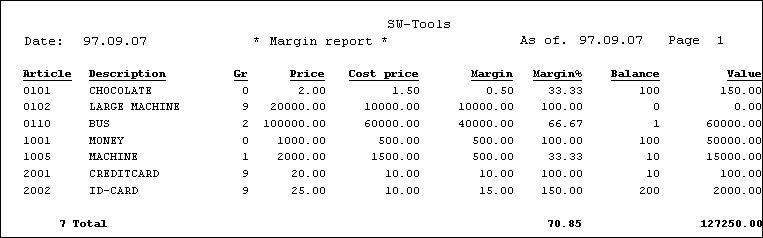 SW-Tools
Date: 97.09.07 * Margin report * As of. 97.09.07 Page 1
Article Description Gr Price Cost price Margin Margin% Balance Value
0101 CHOCOLATE 0 2.00 1.50 0.50 33.33 100 150.00
0102 LARGE MACHINE 9 20000.00 10000.00 10000.00 100.00 0 0.00
0110 BUS 2 100000.00 60000.00 40000.00 66.67 1 60000.00
1001 MONEY 0 1000.00 500.00 500.00 100.00 100 50000.00
1005 MACHINE 1 2000.00 1500.00 500.00 33.33 10 15000.00
2001 CREDITCARD 9 20.00 10.00 10.00 100.00 10 100.00
2002 ID-CARD 9 25.00 10.00 15.00 150.00 200 2000.00
7 Total 70.85 127250.00